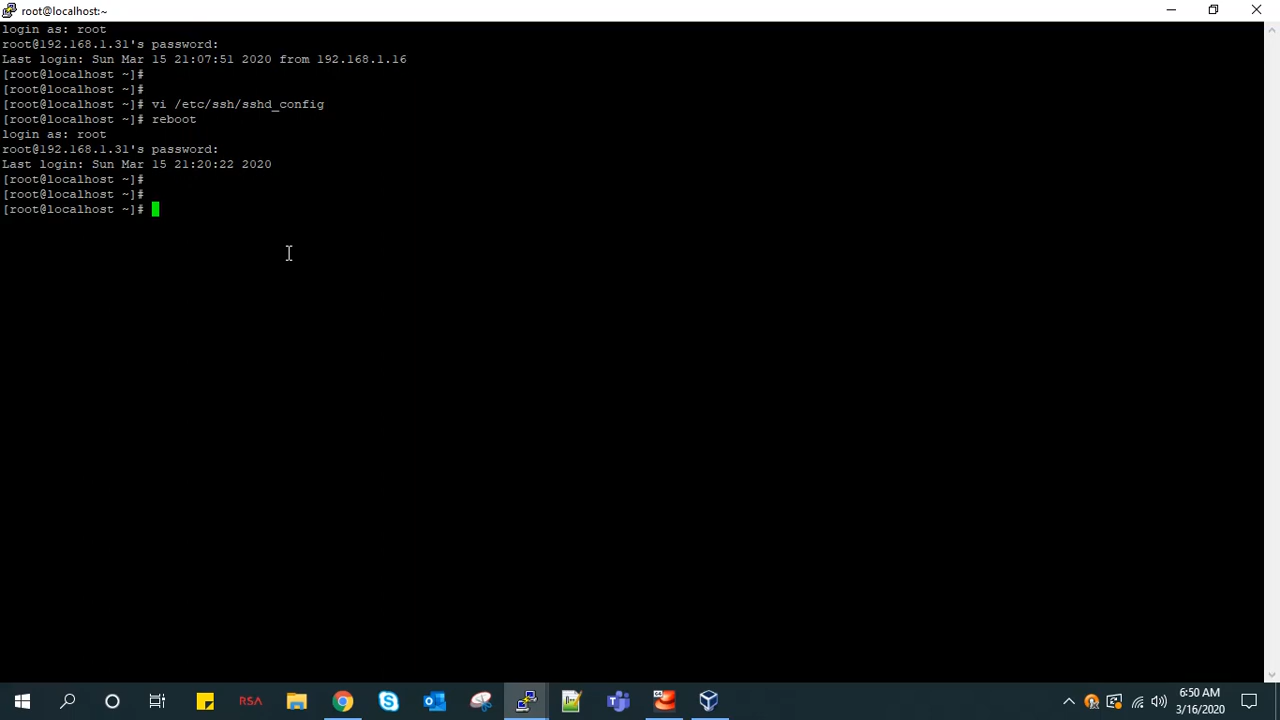 root@localhost:~
login as: root
root@192.168.1.31's password:
Last login: Sun Mar 15 21:07:51 2020 from 192.168.1.16
[root@localhost ~]#
[root@localhost ~]#
[root@localhost ~]# vi /etc/ssh/sshd_config
[root@localhost ~]# reboot
login as: root
root@192.168.1.31's password:
Last login: Sun Mar 15 21:20:22 2020
[root@localhost ~]#
[root@localhost ~]#
[root@localhost ~]#
RSA
6:50 AM
3/16/2020